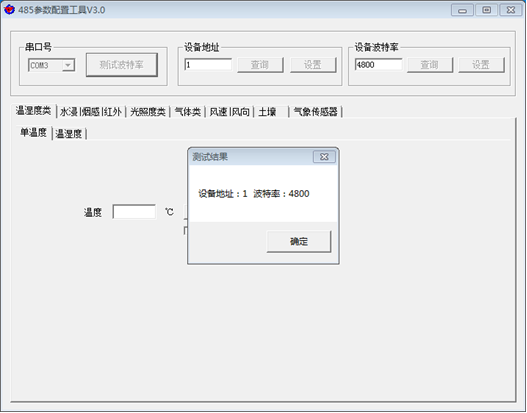 485参数配置工具V3.0
串口号
COM3
测试波特率
设备地址
1
查询
设置
设备波特率
4800
查询
设置
温湿度类
水浸|烟感|红外
光照度类
气体类
风速|风向
土壤
气象传感器
单温度
温湿度
测试结果
设备地址：1 波特率：4800
确定
温度
℃